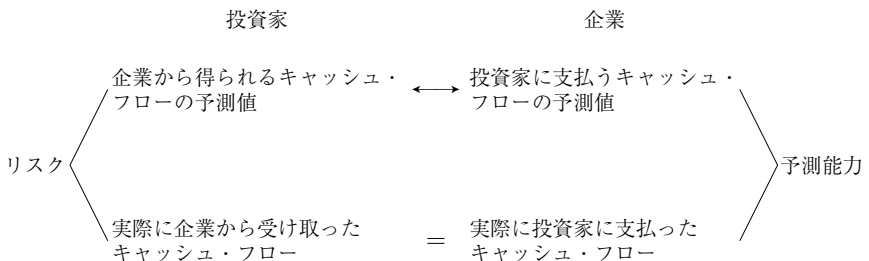 投資家
企業
企業から得られるキャッシュ・
フローの予測値
投資家に支払うキャッシュ・
フローの予測値
リスク
予測能力
実際に企業から受け取った
キャッシュ・フロー
=
実際に投資家に支払った
キャッシュ・フロー